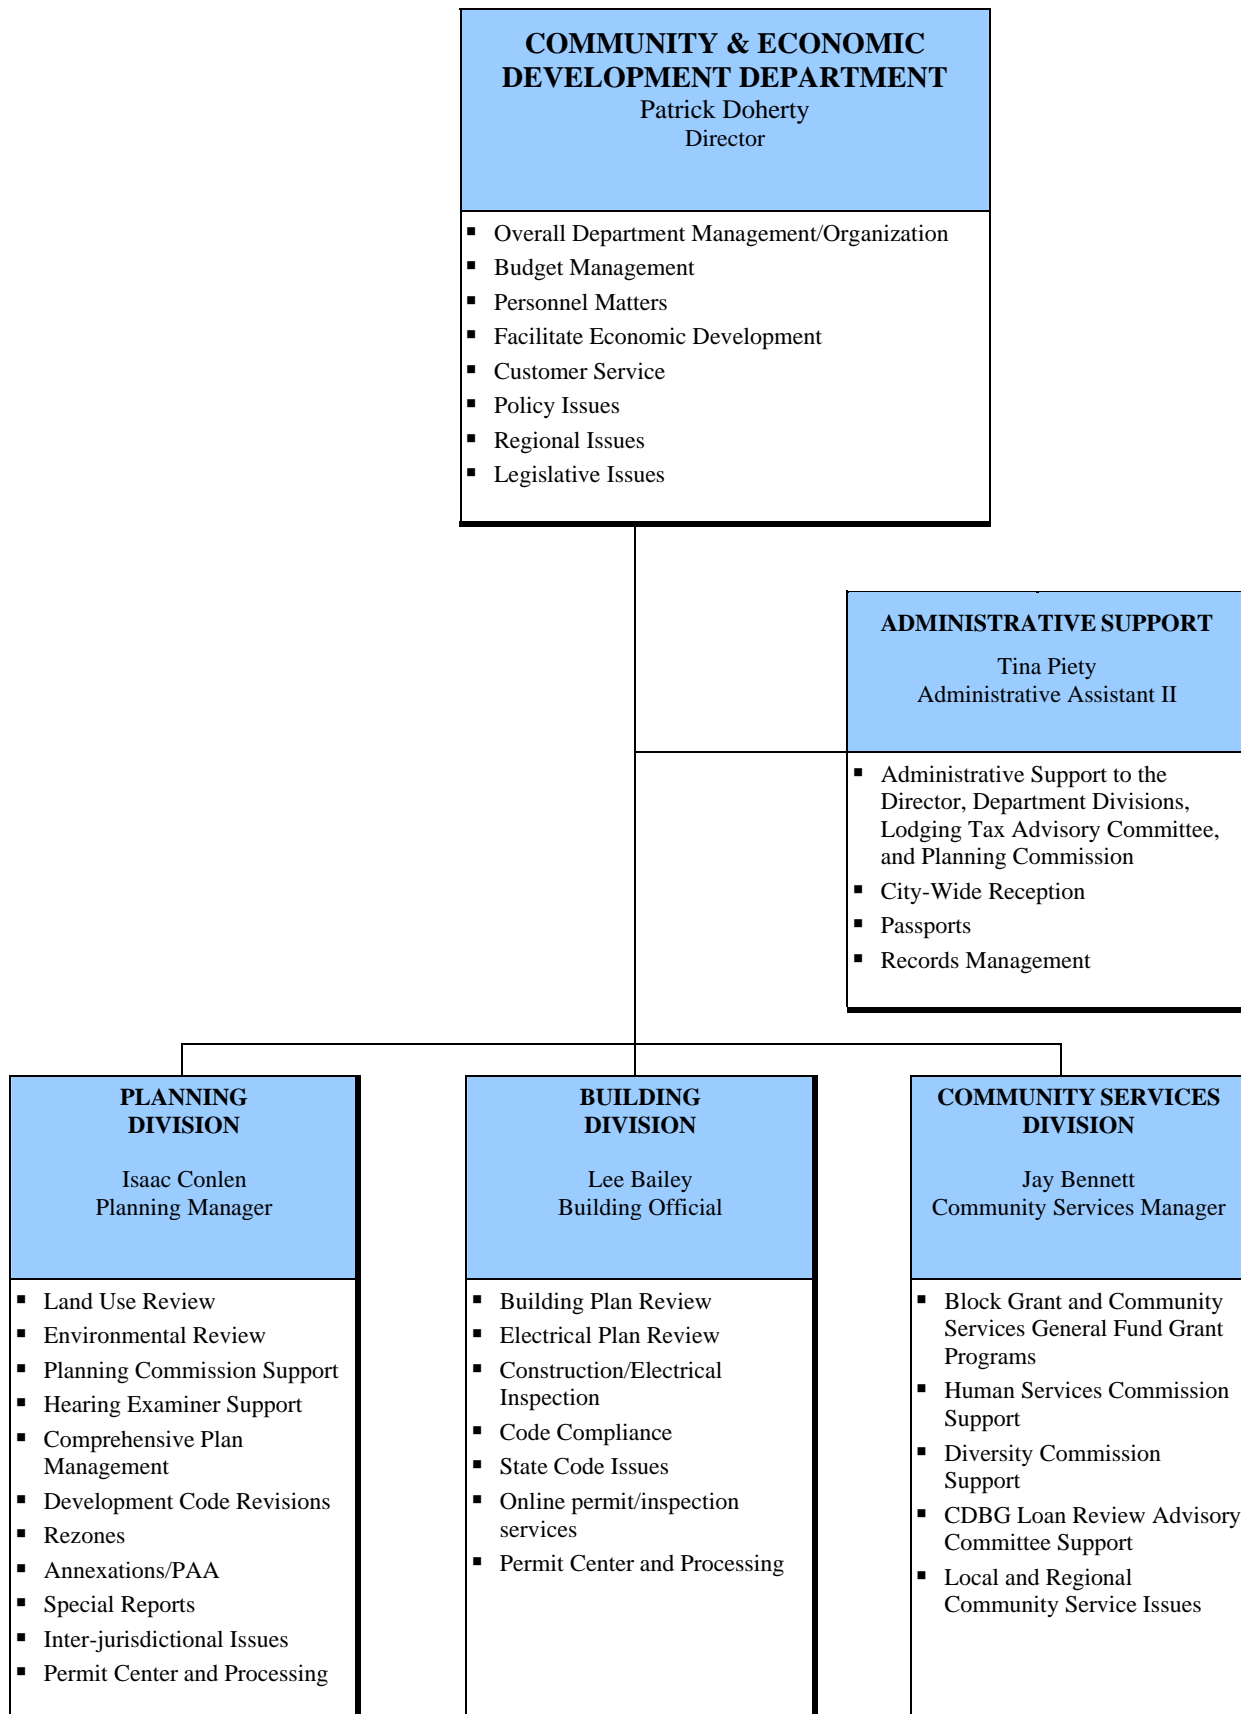 COMMUNITY & ECONOMIC
DEVELOPMENT DEPARTMENT
Patrick Doherty
Director
▪ Overall Department Management/Organization
▪ Budget Management
▪ Personnel Matters
▪ Facilitate Economic Development
▪ Customer Service
▪ Policy Issues
▪ Regional Issues
▪ Legislative Issues
ADMINISTRATIVE SUPPORT
Tina Piety
Administrative Assistant II
▪ Administrative Support to the
Director, Department Divisions,
Lodging Tax Advisory Committee,
and Planning Commission
▪ City-Wide Reception
▪ Passports
▪ Records Management
PLANNING
DIVISION
Isaac Conlen
Planning Manager
▪ Land Use Review
▪ Environmental Review
▪ Planning Commission Support
▪ Hearing Examiner Support
▪ Comprehensive Plan
Management
▪ Development Code Revisions
▪ Rezones
▪ Annexations/PAA
▪ Special Reports
▪ Inter-jurisdictional Issues
▪ Permit Center and Processing
BUILDING
DIVISION
Lee Bailey
Building Official
▪ Building Plan Review
▪ Electrical Plan Review
▪ Construction/Electrical
Inspection
▪ Code Compliance
▪ State Code Issues
▪ Online permit/inspection
services
▪ Permit Center and Processing
COMMUNITY SERVICES
DIVISION
Jay Bennett
Community Services Manager
▪ Block Grant and Community
Services General Fund Grant
Programs
▪ Human Services Commission
Support
▪ Diversity Commission
Support
▪ CDBG Loan Review Advisory
Committee Support
▪ Local and Regional
Community Service Issues